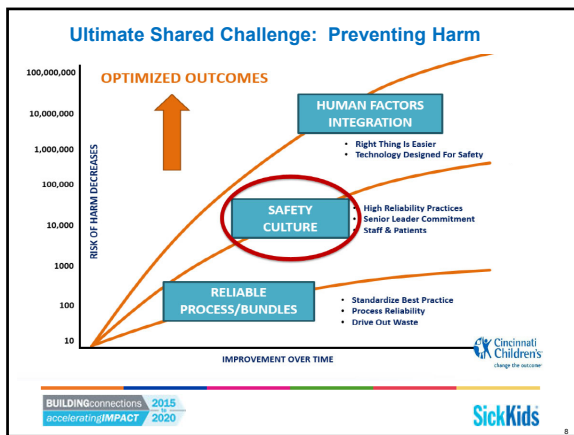 Ultimate Shared Challenge: Preventing Harm
100,000,000
10,000,000
1,000,000
100,000
10,000
1000
100
10
RISK OF HARM DECREASES
OPTIMIZED OUTCOMES
HUMAN FACTORS
INTEGRATION
• Right Thing Is Easier
• Technology Designed For Safety
SAFETY
CULTURE
• High Reliability Practices
• Senior Leader Commitment
• Staff & Patients
RELIABLE
PROCESS/BUNDLES
• Standardize Best Practice
• Process Reliability
• Drive Out Waste
IMPROVEMENT OVER TIME
Cincinnati
Children's
change the outcome
BUILDINGconnections
acceleratingIMPACT
2015
to
2020
SickKids
8